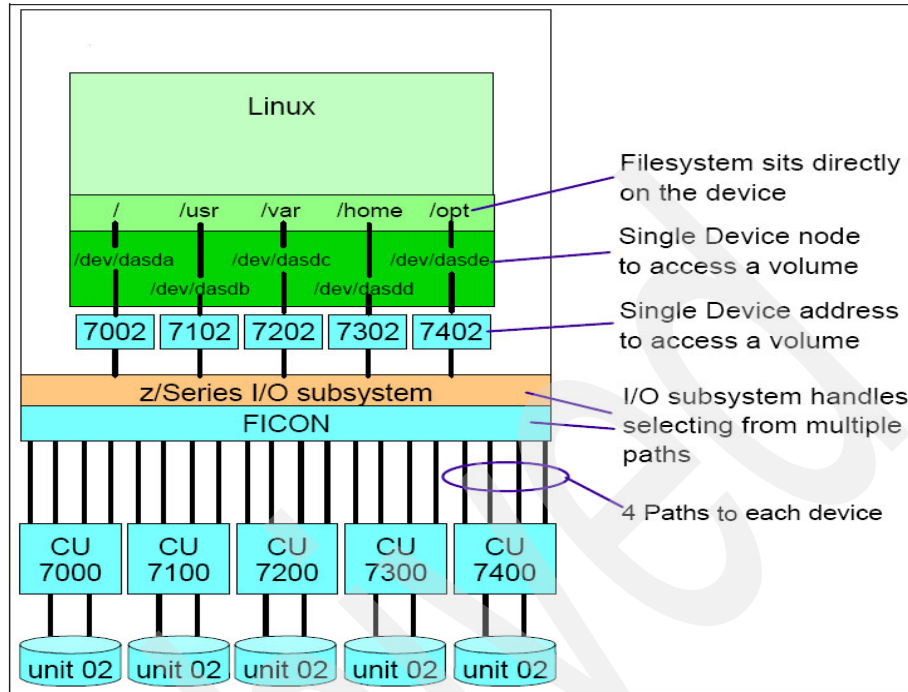 Linux
/ /usr /var /home /opt
/dev/dasda /dev/dasdc /dev/dasde
/dev/dasdb /dev/dasdd
7002 7102 7202 7302 7402
z/Series I/O subsystem
FICON
CU CU CU CU CU
7000 7100 7200 7300 7400
unit 02 unit 02 unit 02 unit 02 unit 02
Filesystem sits directly
on the device
Single Device node
to access a volume
Single Device address
to access a volume
I/O subsystem handles
selecting from multiple
paths
4 Paths to each device